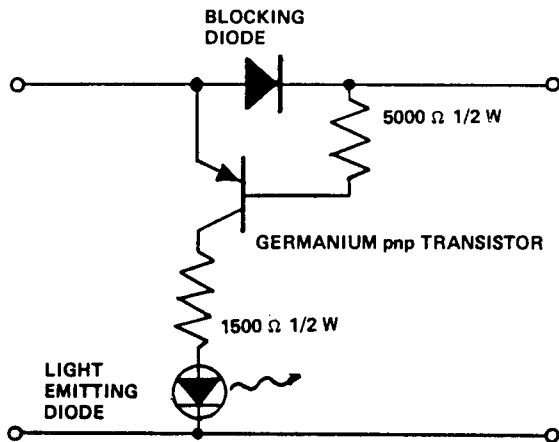 BLOCKING
DIODE
5000 Ω 1/2 W
GERMANIUM pnp TRANSISTOR
1500 Ω 1/2 W
LIGHT
EMITTING
DIODE